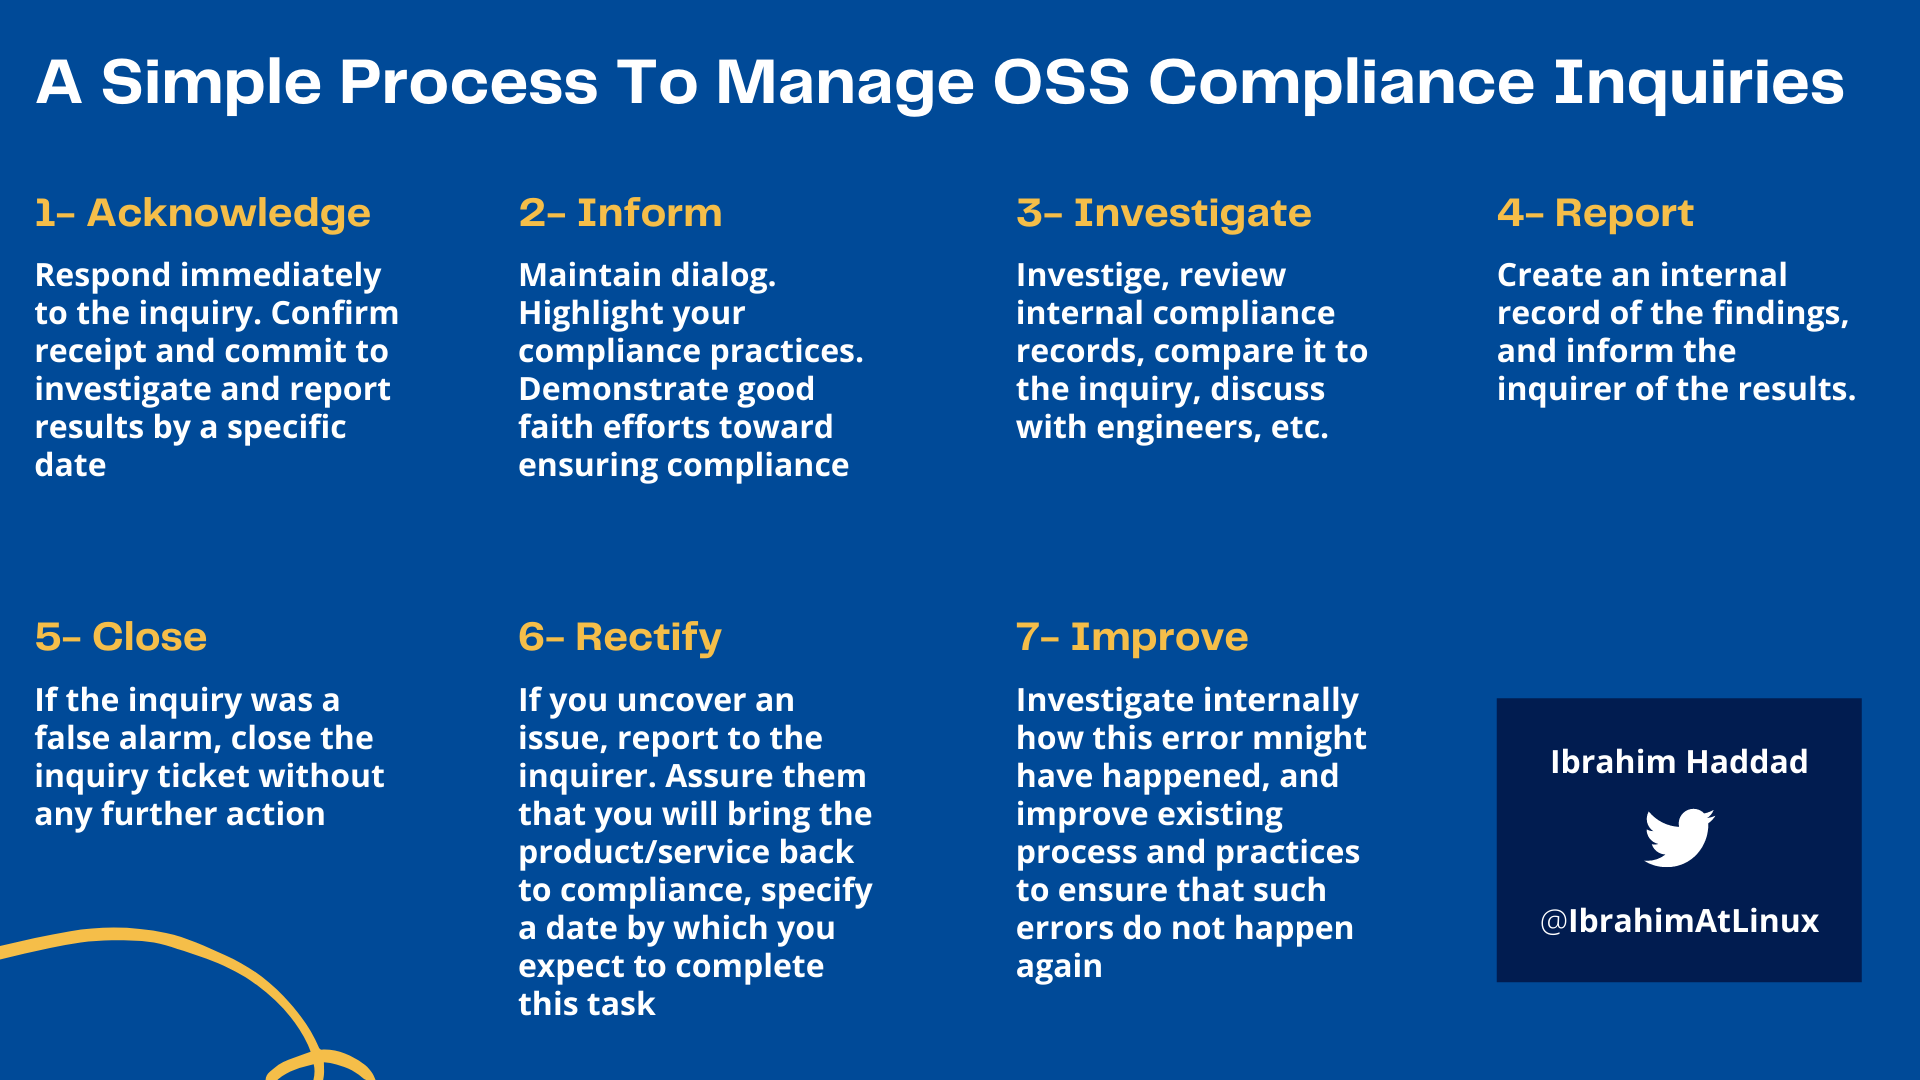 A Simple Process To Manage OSS Compliance Inquiries
1- Acknowledge
Respond immediately
to the inquiry. Confirm
receipt and commit to
investigate and report
results by a specific
date
2- Inform
Maintain dialog.
Highlight your
compliance practices.
Demonstrate good
faith efforts toward
ensuring compliance
3- Investigate
Investige, review
internal compliance
records, compare it to
the inquiry, discuss
with engineers, etc.
4- Report
Create an internal
record of the findings,
and inform the
inquirer of the results.
5- Close
If the inquiry was a
false alarm, close the
inquiry ticket without
any further action
6- Rectify
If you uncover an
issue, report to the
inquirer. Assure them
that you will bring the
product/service back
to compliance, specify
a date by which you
expect to complete
this task
7- Improve
Investigate internally
how this error mnight
have happened, and
improve existing
process and practices
to ensure that such
errors do not happen
again
Ibrahim Haddad
@IbrahimAtLinux